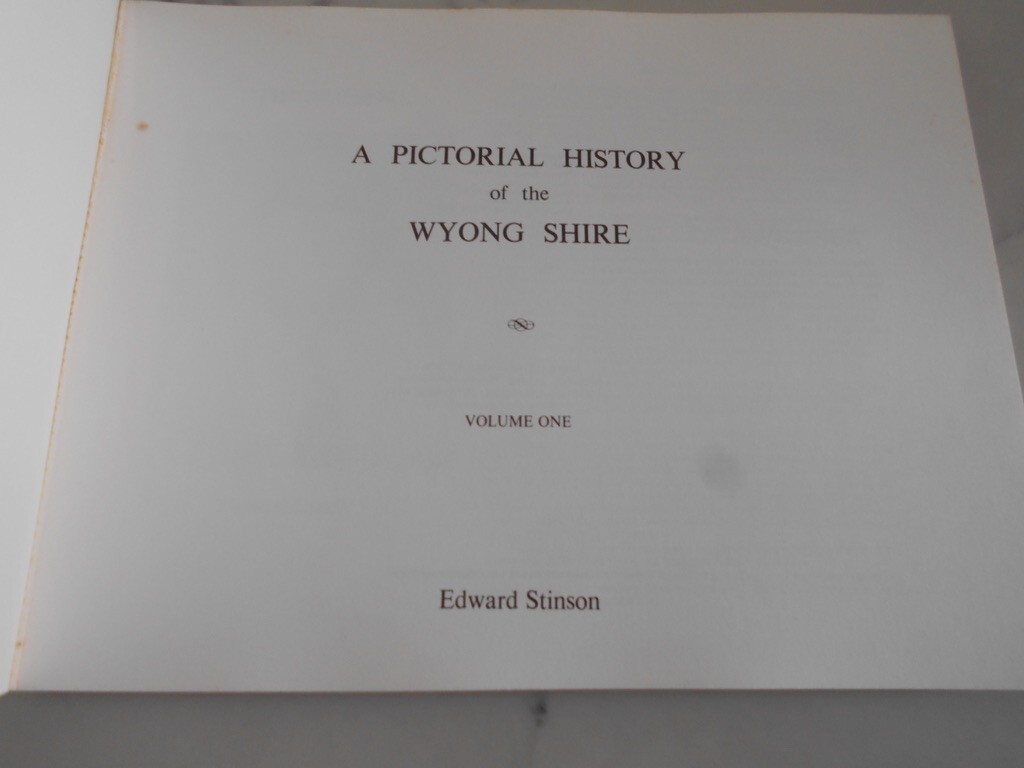 A PICTORIAL HISTORY
of the
WYONG SHIRE
VOLUME ONE
Edward Stinson